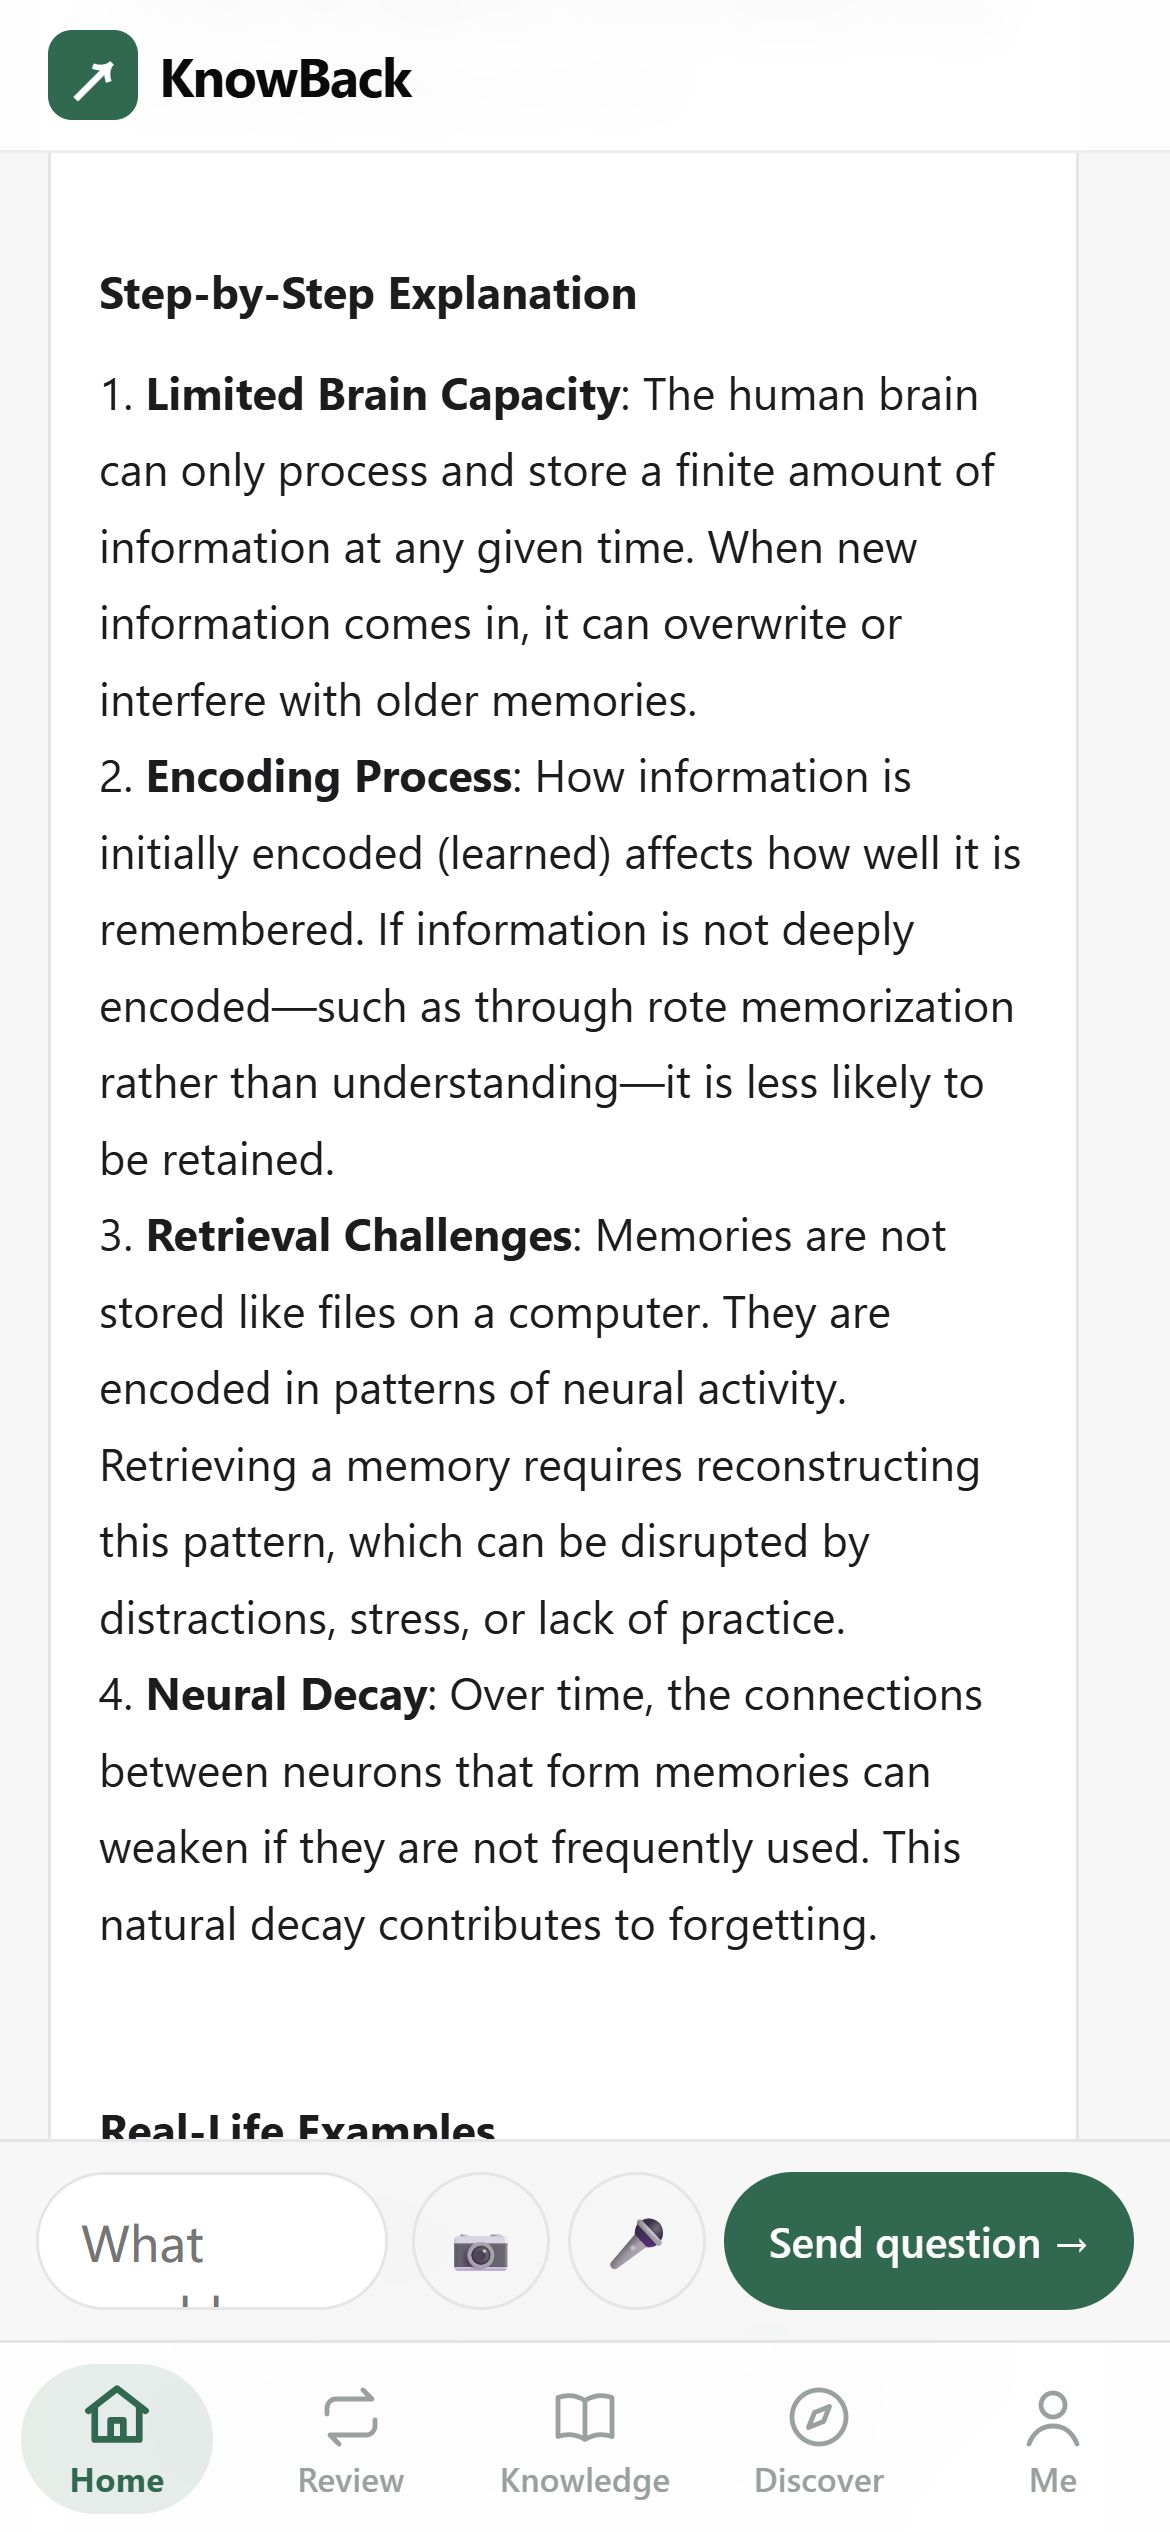 KnowBack
Step-by-Step Explanation
1. Limited Brain Capacity: The human brain
can only process and store a finite amount of
information at any given time. When new
information comes in, it can overwrite or
interfere with older memories.
2. Encoding Process: How information is
initially encoded (learned) affects how well it is
remembered. If information is not deeply
encoded—such as through rote memorization
rather than understanding—it is less likely to
be retained.
3. Retrieval Challenges: Memories are not
stored like files on a computer. They are
encoded in patterns of neural activity.
Retrieving a memory requires reconstructing
this pattern, which can be disrupted by
distractions, stress, or lack of practice.
4. Neural Decay: Over time, the connections
between neurons that form memories can
weaken if they are not frequently used. This
natural decay contributes to forgetting.
Real-Life Examples
What
Send question →
Home
Review
Knowledge
Discover
Me